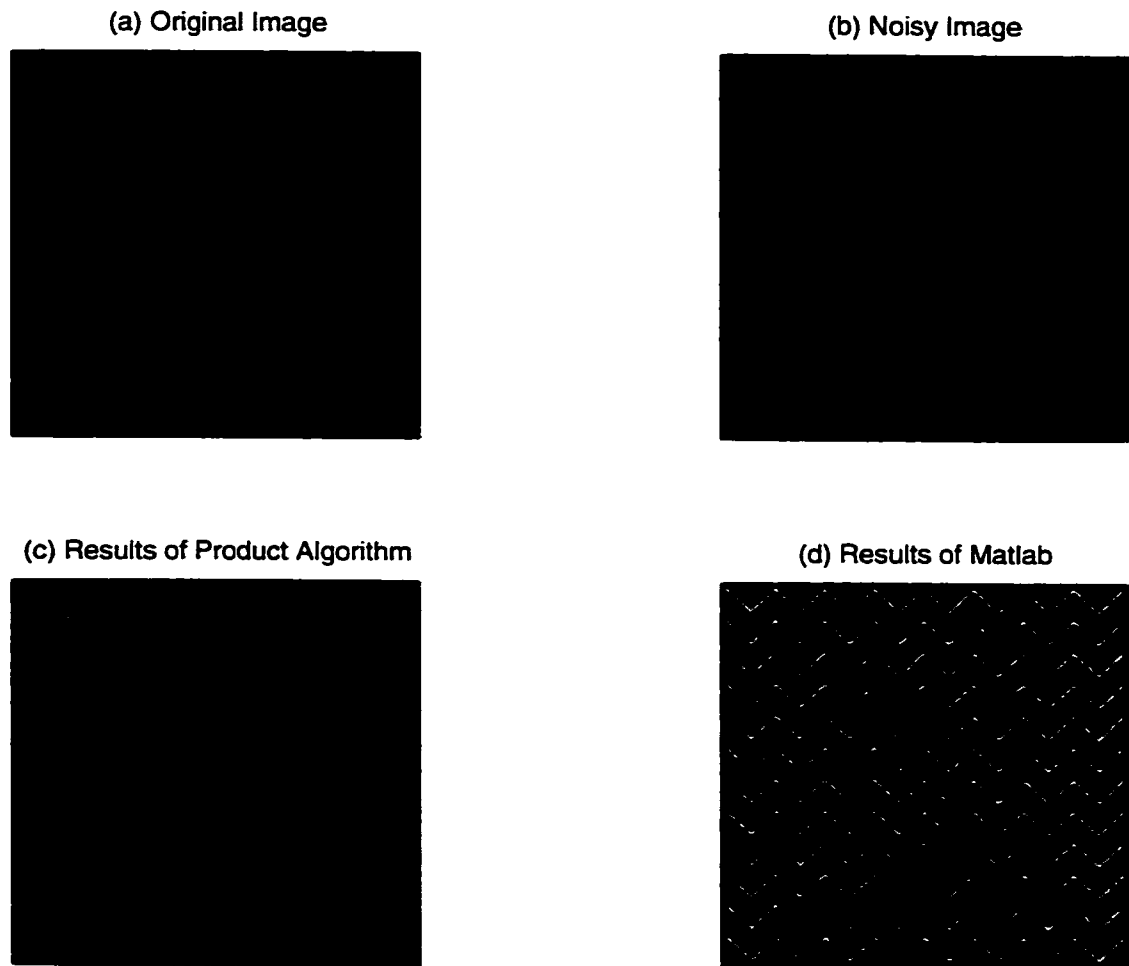 (a) Original Image
(b) Noisy Image
(c) Results of Product Algorithm
(d) Results of Matlab